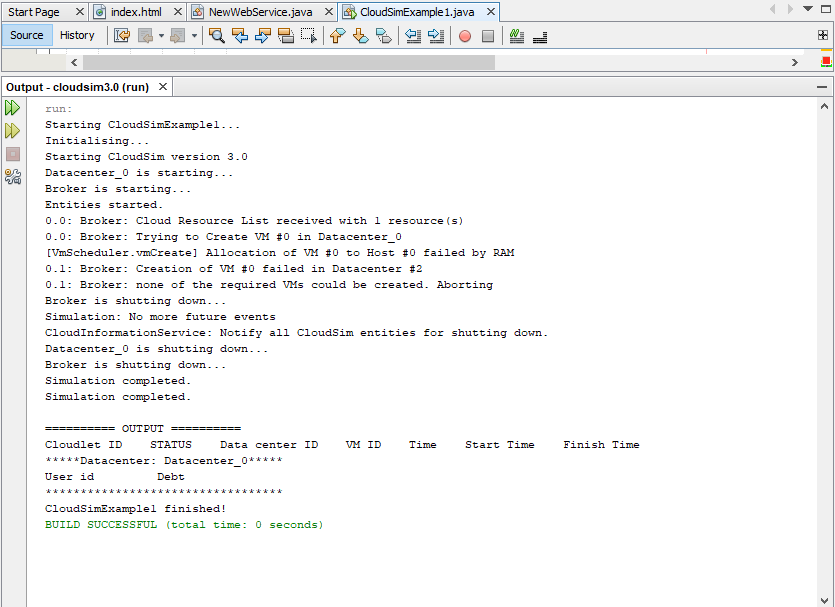 Start Page index.html NewWebService.java CloudSimExample1.java
Source History
Output - cloudsim3.0 (run)
run:
Starting CloudSimExample1...
Initialising...
Starting CloudSim version 3.0
Datacenter_0 is starting...
Broker is starting...
Entities started.
0.0: Broker: Cloud Resource List received with 1 resource(s)
0.0: Broker: Trying to Create VM #0 in Datacenter_0
[VmScheduler.vmCreate] Allocation of VM #0 to Host #0 failed by RAM
0.1: Broker: Creation of VM #0 failed in Datacenter #2
0.1: Broker: none of the required VMs could be created. Aborting
Broker is shutting down...
Simulation: No more future events
CloudInformationService: Notify all CloudSim entities for shutting down.
Datacenter_0 is shutting down...
Broker is shutting down...
Simulation completed.
Simulation completed.
========== OUTPUT ==========
Cloudlet ID    STATUS    Data center ID    VM ID    Time    Start Time    Finish Time
*****Datacenter: Datacenter_0*****
User id         Debt
**********************************
CloudSimExample1 finished!
BUILD SUCCESSFUL (total time: 0 seconds)